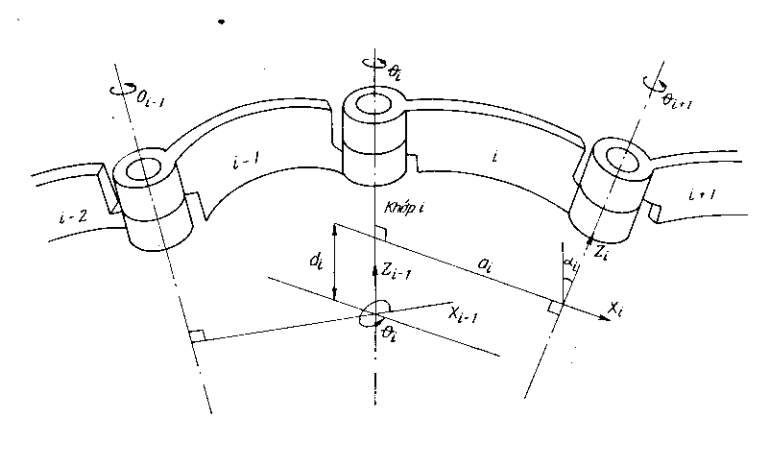 θi-1
θi
θi+1
i-2
i-1
i
i+1
Khớp i
di
Zi-1
ai
αi
Zi
Xi-1
Xi
θi